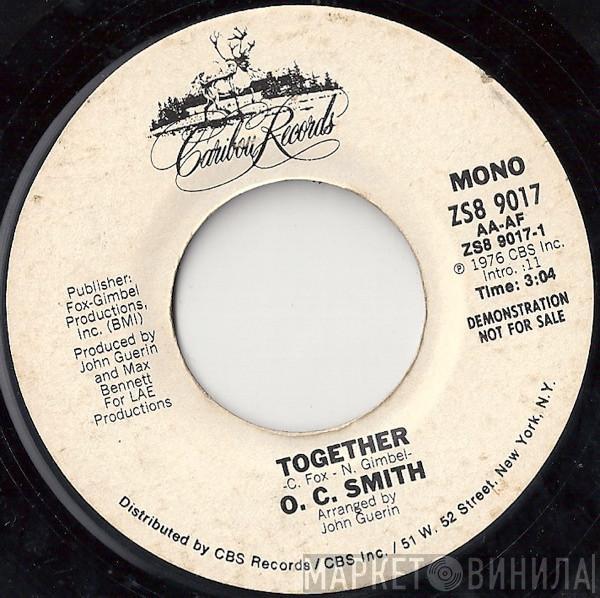 Caribou Records
MONO
ZS8 9017
AA-AF
ZS8 9017-1
℗ 1976 CBS Inc.
Intro. :11
Time: 3:04
DEMONSTRATION
NOT FOR SALE
Publisher:
Fox-Gimbel
Productions,
Inc. (BMI)
Produced by
John Guerin
and Max
Bennett
For LAE
Productions
TOGETHER
-C. Fox - N. Gimbel-
O. C. SMITH
Arranged by
John Guerin
Distributed by CBS Records/CBS Inc./51 W. 52 Street, New York, N.Y.
МАРКЕТ ВИНИЛА!